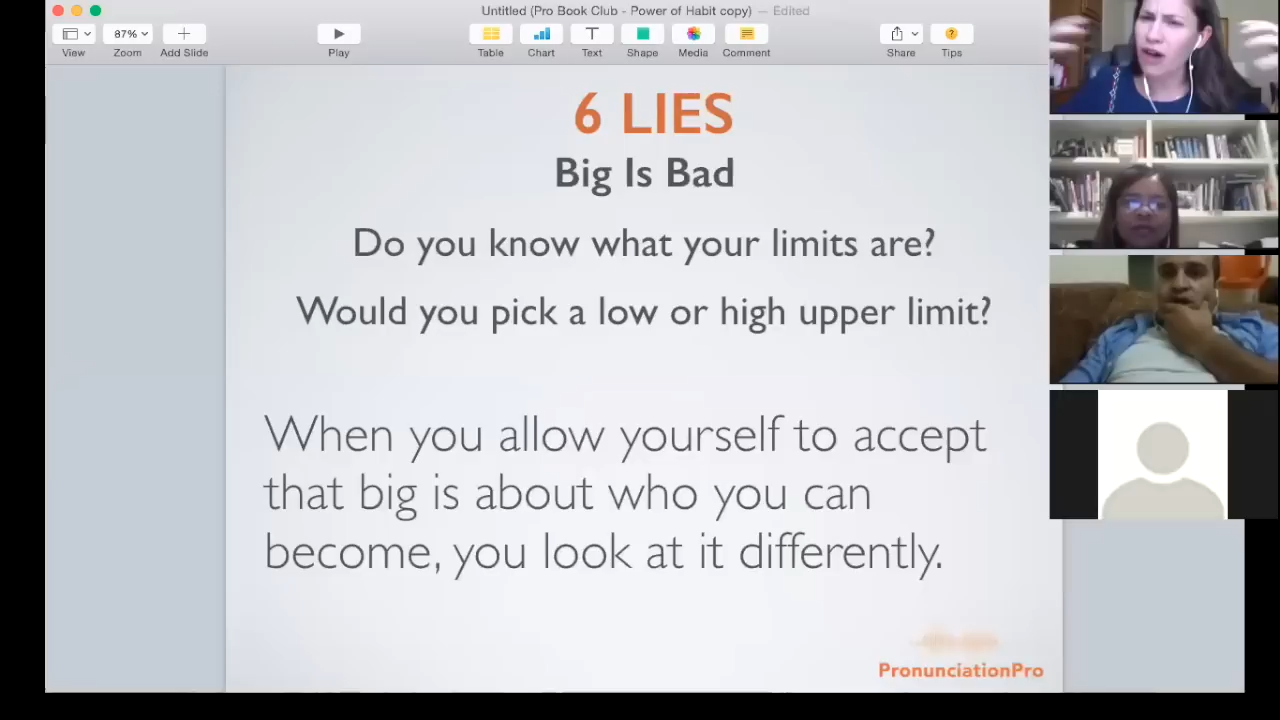 Untitled (Pro Book Club - Power of Habit copy) — Edited
87%
View Zoom Add Slide Play Table Chart Text Shape Media Comment Share Tips
6 LIES
Big Is Bad
Do you know what your limits are?
Would you pick a low or high upper limit?
When you allow yourself to accept
that big is about who you can
become, you look at it differently.
PronunciationPro